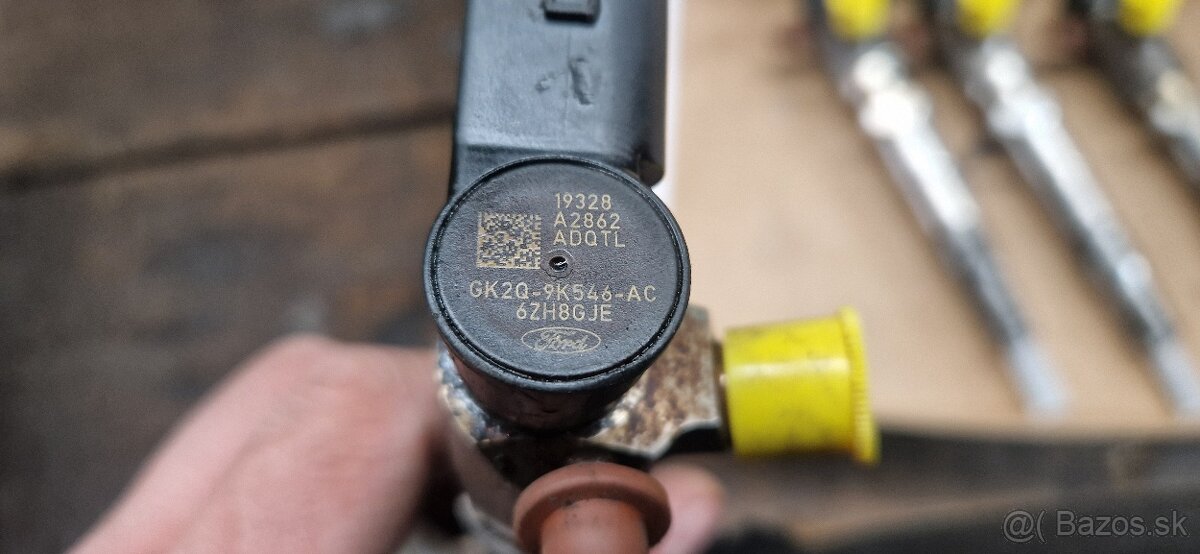 19328
A2862
ADQTL
GK2Q-9K546-AC
6ZH8GJE
Ford
@( Bazos.sk